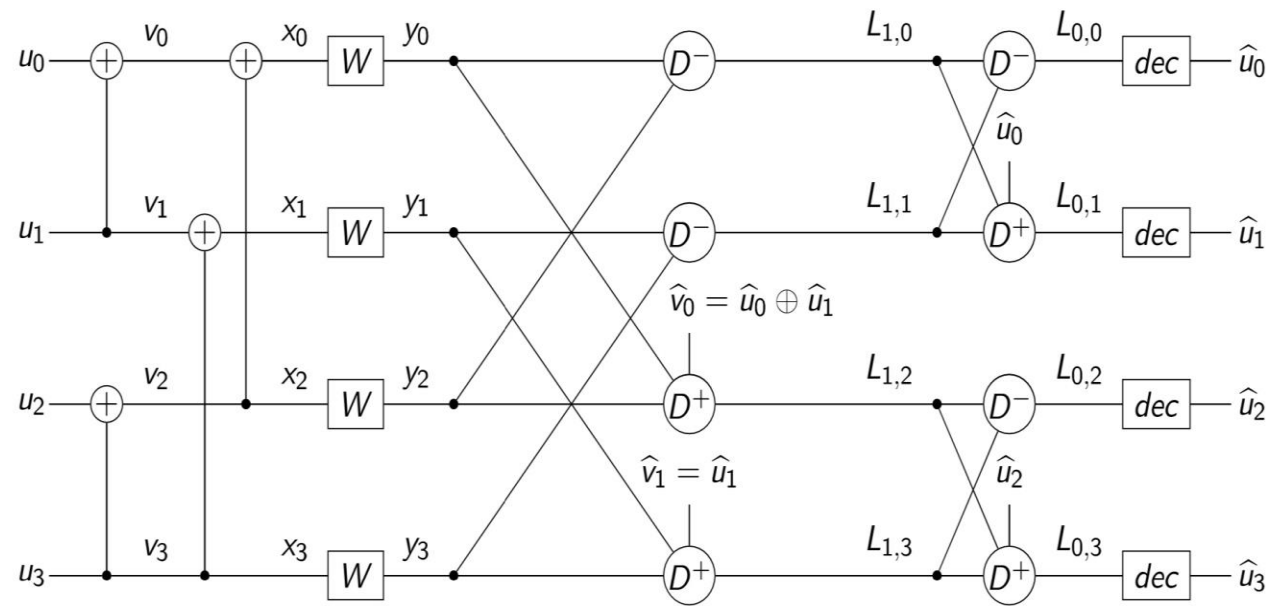 v₀ x₀ y₀ L₁,₀ L₀,₀
u₀ + + W D⁻ D⁻ dec û₀
û₀
v₁ x₁ y₁ L₁,₁ L₀,₁
u₁ + W D⁻ D⁺ dec û₁
v̂₀ = û₀ ⊕ û₁
v₂ x₂ y₂ L₁,₂ L₀,₂
u₂ + W D⁺ D⁻ dec û₂
v̂₁ = û₁ û₂
v₃ x₃ y₃ L₁,₃ L₀,₃
u₃ W D⁺ D⁺ dec û₃